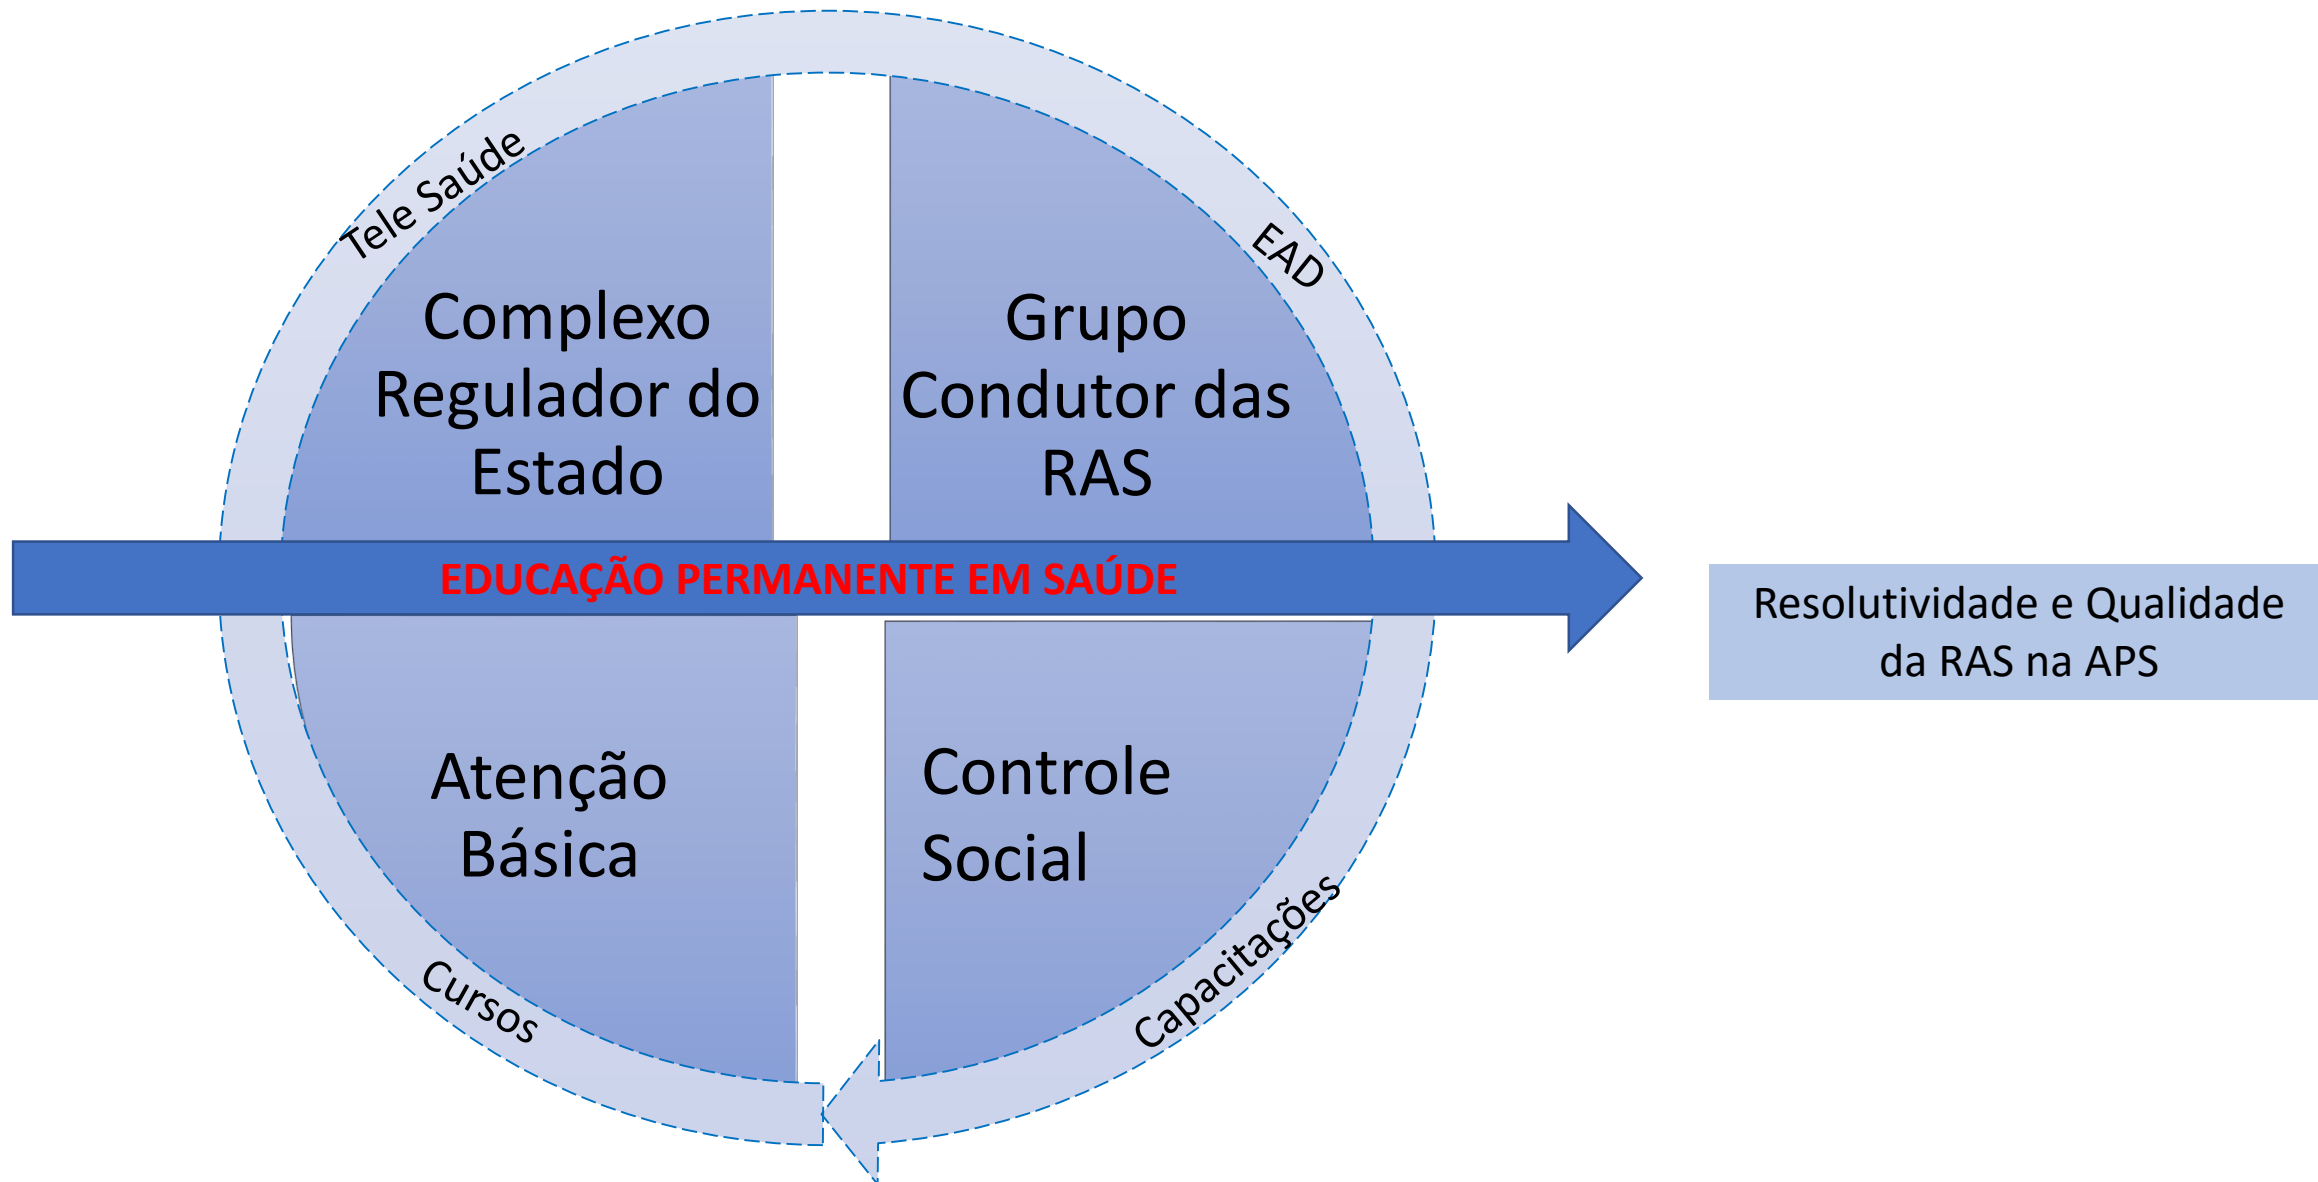 Tele Saúde
EAD
Complexo
Regulador do
Estado
Grupo
Condutor das
RAS
EDUCAÇÃO PERMANENTE EM SAÚDE
Resolutividade e Qualidade
da RAS na APS
Atenção
Básica
Controle
Social
Cursos
Capacitações